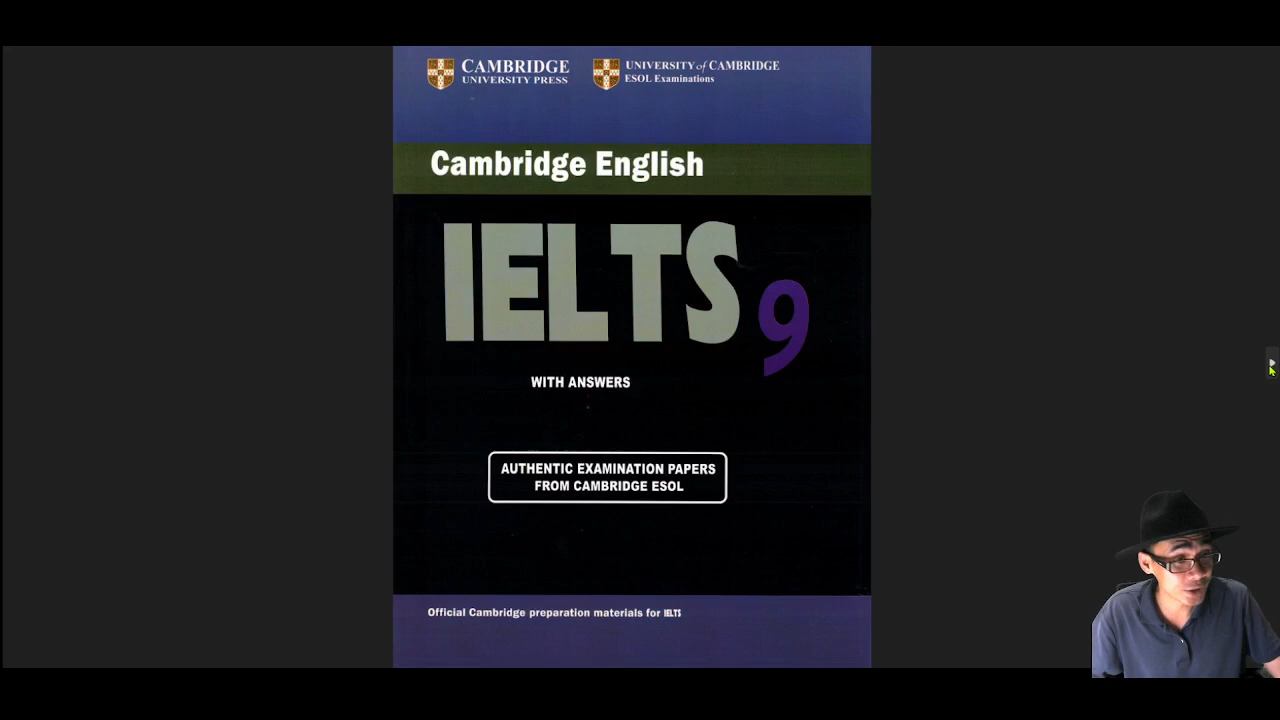 CAMBRIDGE
UNIVERSITY PRESS
UNIVERSITY of CAMBRIDGE
ESOL Examinations
Cambridge English
IELTS 9
WITH ANSWERS
AUTHENTIC EXAMINATION PAPERS
FROM CAMBRIDGE ESOL
Official Cambridge preparation materials for IELTS